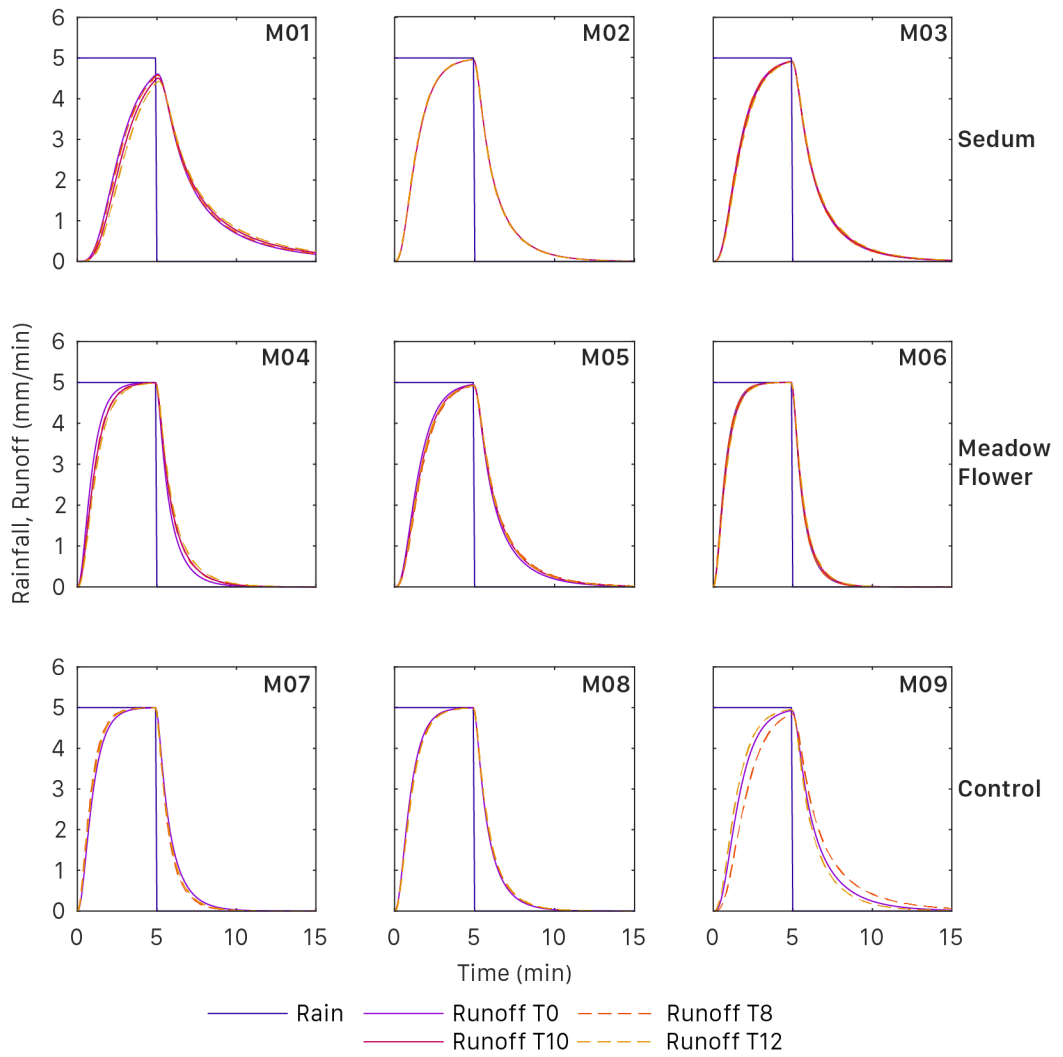 6
5
4
3
2
1
0
M01
M02
M03
Sedum
Rainfall, Runoff (mm/min)
6
5
4
3
2
1
0
M04
M05
M06
Meadow
Flower
6
5
4
3
2
1
0
M07
M08
M09
Control
0 5 10 15
0 5 10 15
0 5 10 15
Time (min)
Rain
Runoff T0
Runoff T8
Runoff T10
Runoff T12